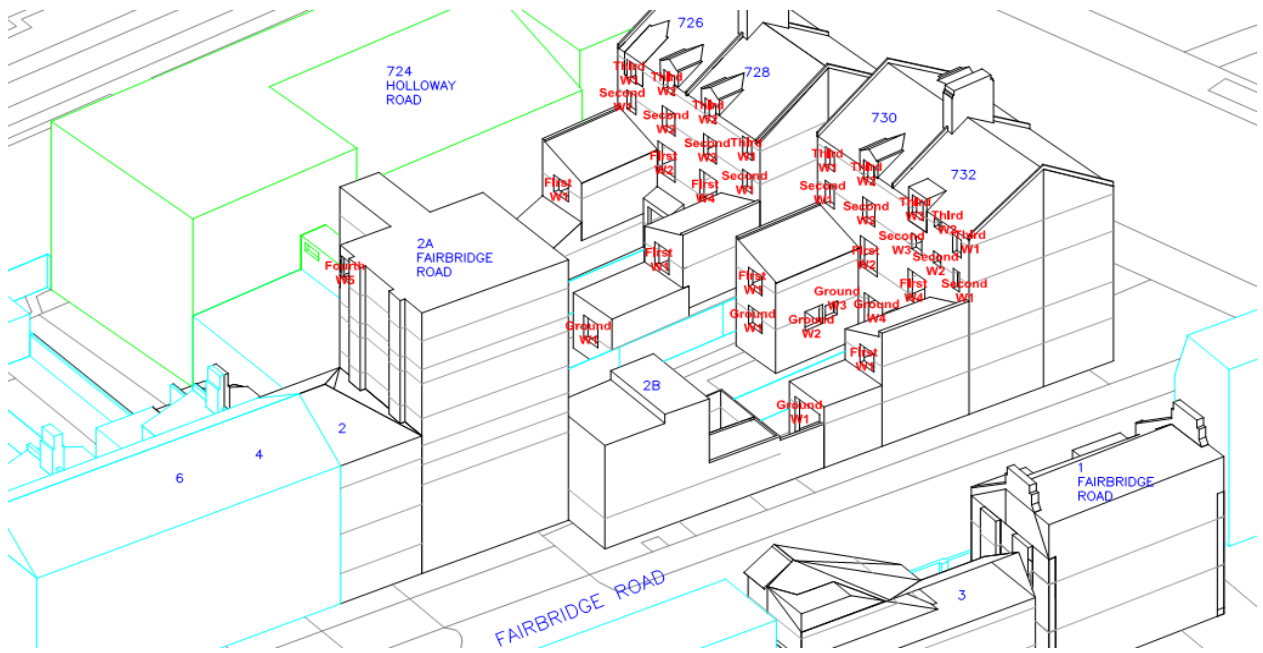 726
Third
W1
Third
W2
724
HOLLOWAY
ROAD
728
Second
W1
Third
W2
Second
W2
730
Second
W2
Third
W1
Third
W1
Third
W2
First
W2
732
First
W1
First
W4
Second
W1
Second
W1
Second
W2
Third
W3
Third
W2
Third
W1
2A
FAIRBRIDGE
ROAD
Second
W3
First
W1
First
W2
Second
W2
Fourth
W5
First
W1
Second
W1
First
W4
Ground
W3
Ground
W4
Ground
W1
Ground
W1
Ground
W2
First
W1
2B
Ground
W1
2
4
6
1
FAIRBRIDGE
ROAD
FAIRBRIDGE ROAD
3